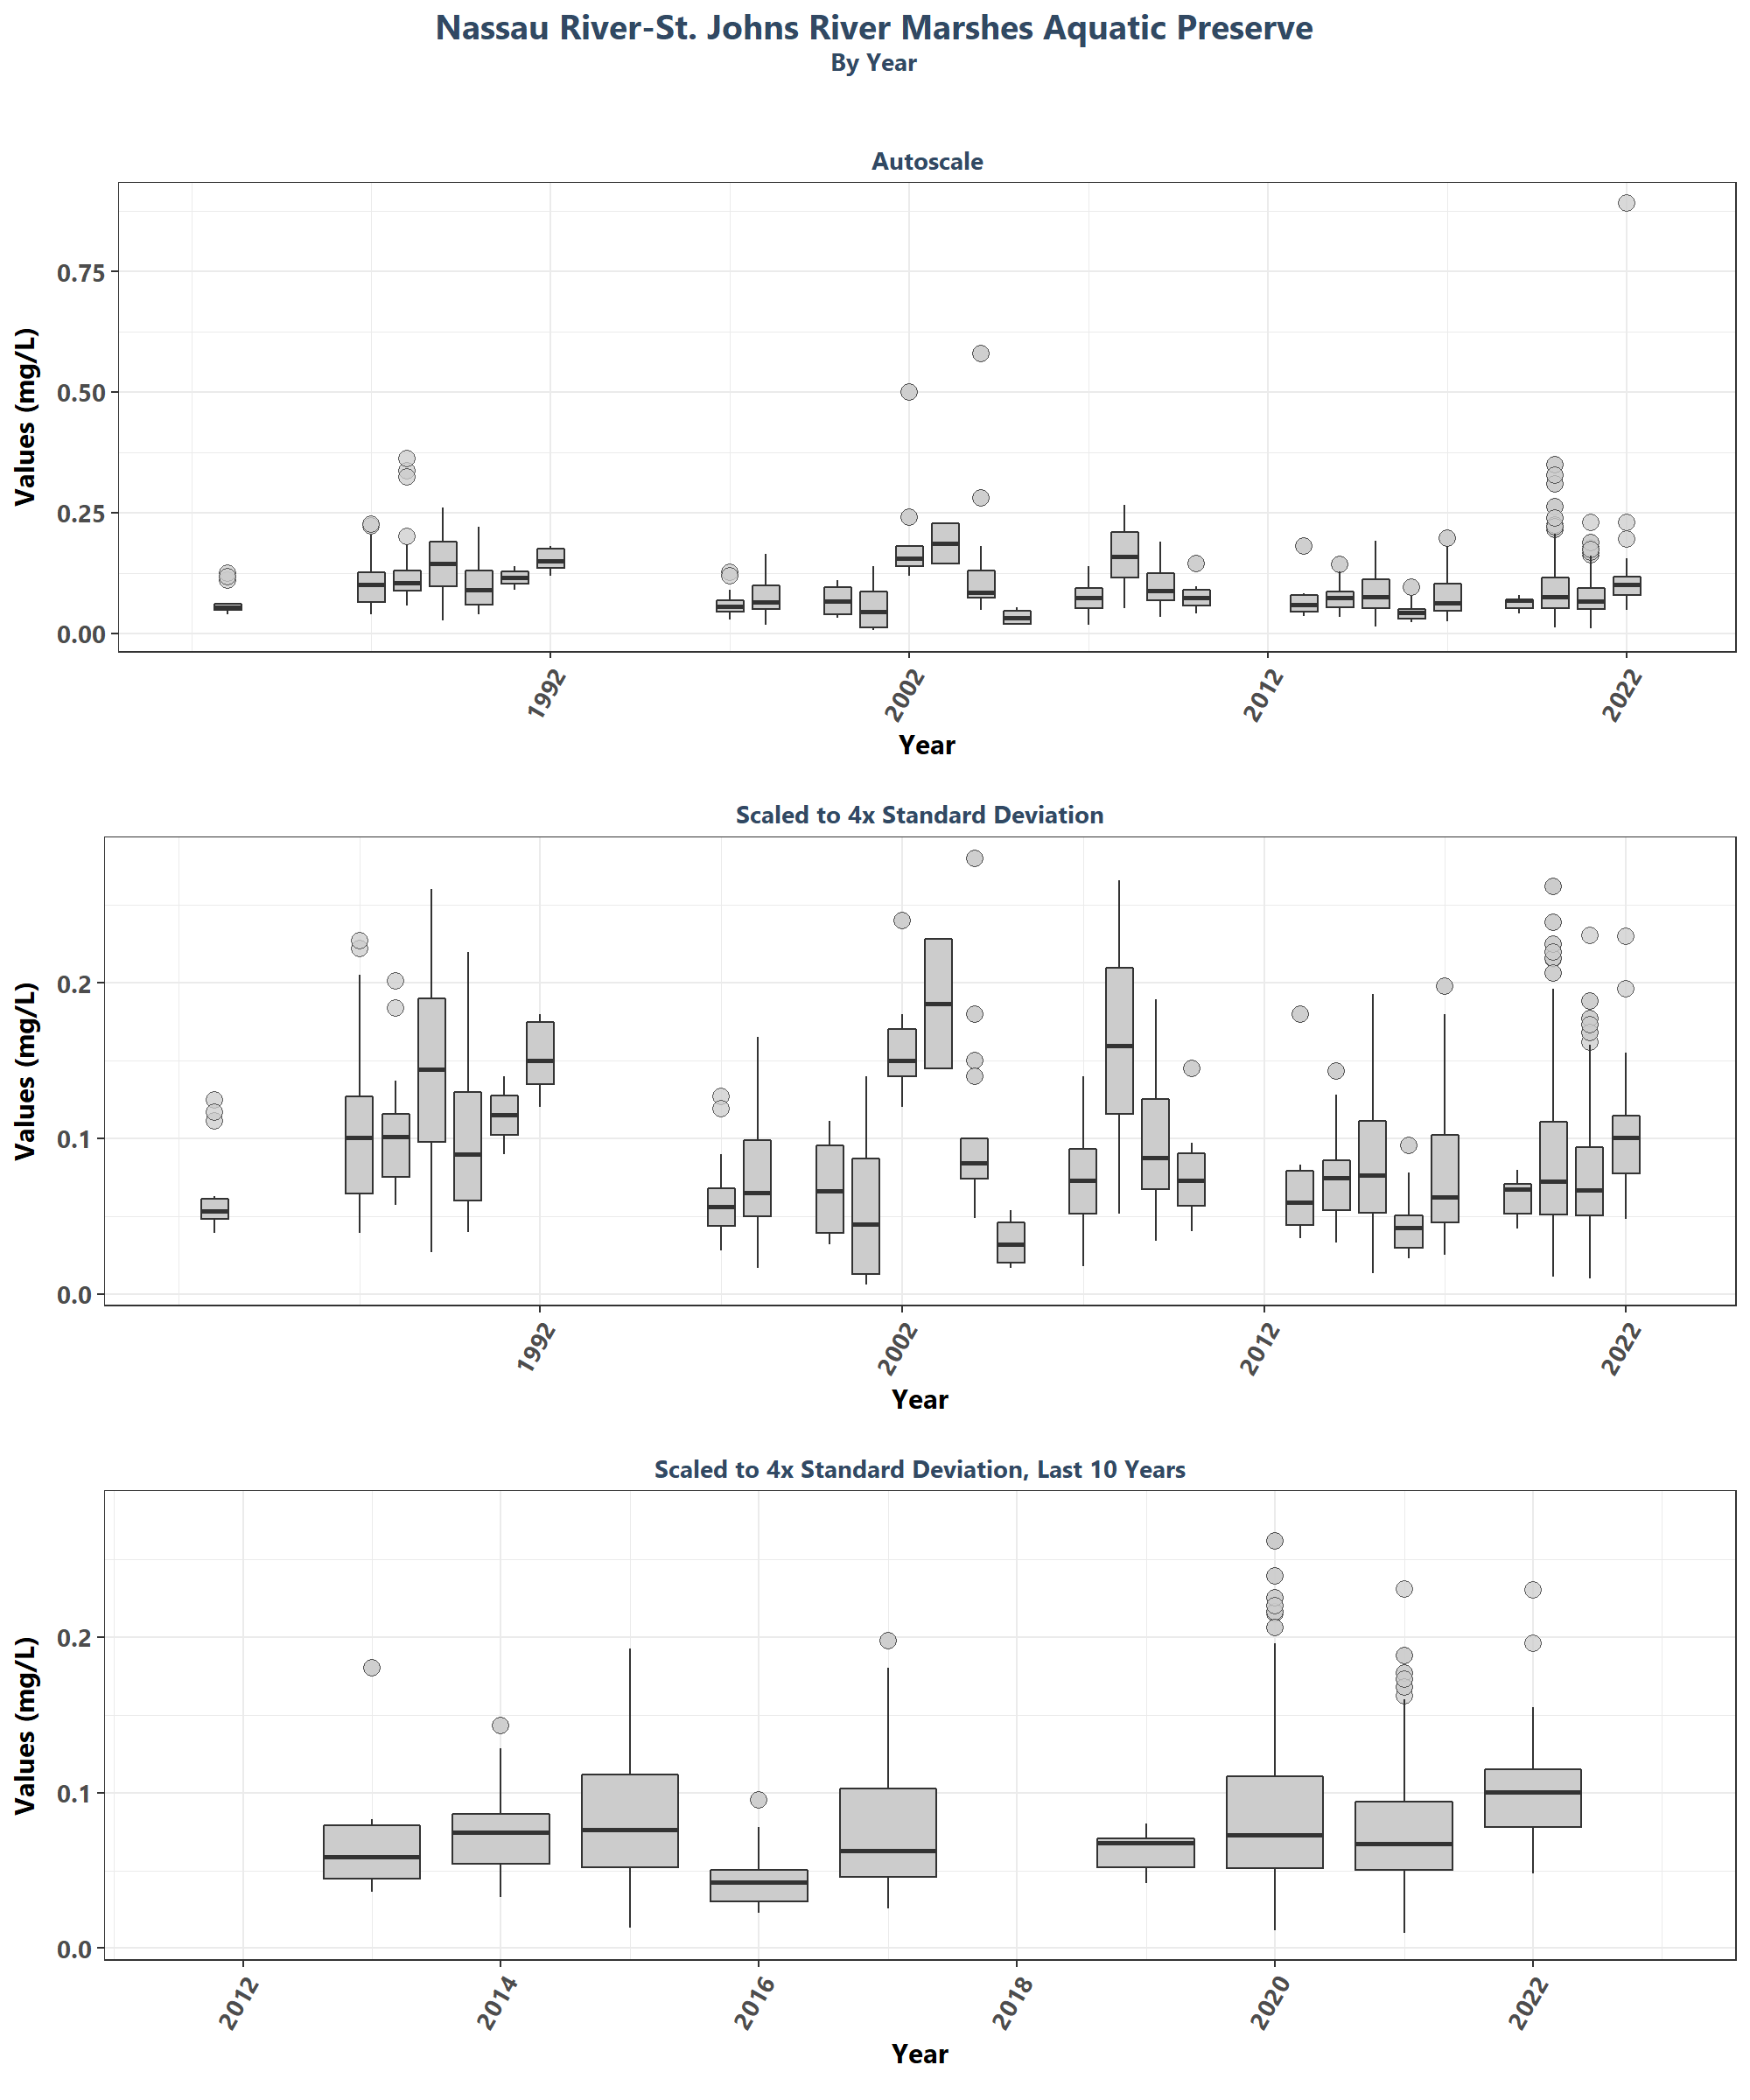 Nassau River-St. Johns River Marshes Aquatic Preserve
By Year
Autoscale
Values (mg/L)
0.75
0.50
0.25
0.00
1992
2002
2012
2022
Year
Scaled to 4x Standard Deviation
Values (mg/L)
0.2
0.1
0.0
1992
2002
2012
2022
Year
Scaled to 4x Standard Deviation, Last 10 Years
Values (mg/L)
0.2
0.1
0.0
2012
2014
2016
2018
2020
2022
Year